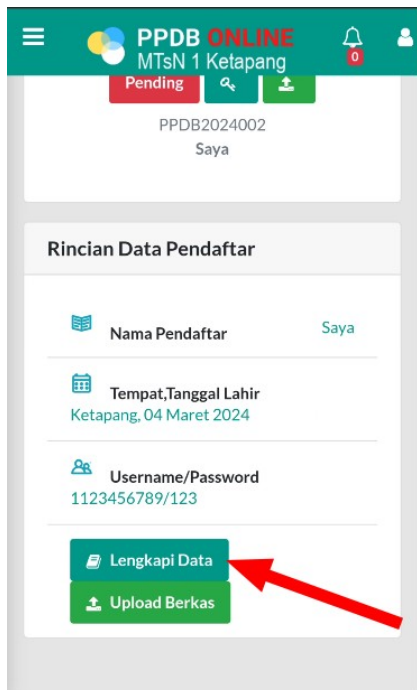 PPDB ONLINE
MTsN 1 Ketapang
0
Pending
PPDB2024002
Saya
Rincian Data Pendaftar
Nama Pendaftar Saya
Tempat,Tanggal Lahir
Ketapang, 04 Maret 2024
Username/Password
1123456789/123
Lengkapi Data
Upload Berkas